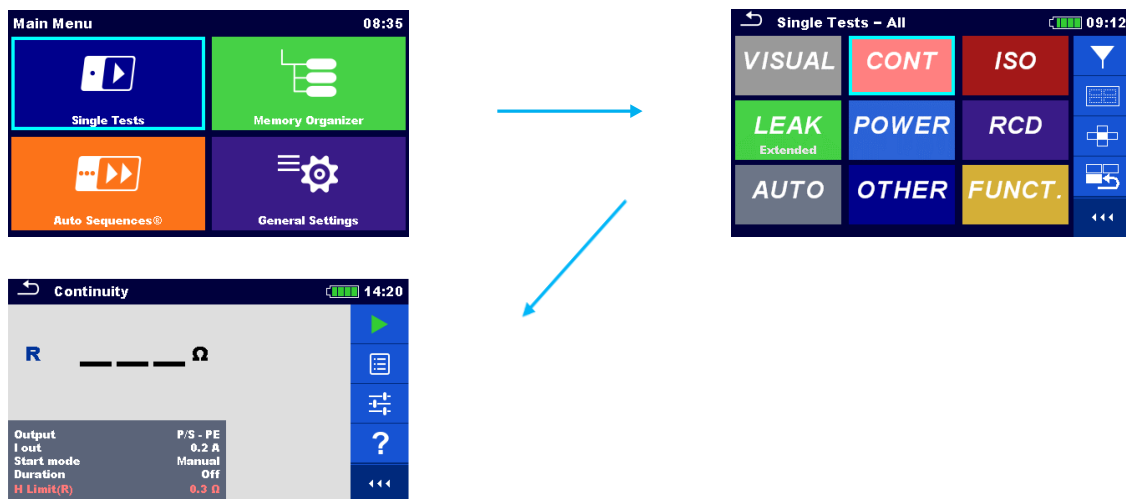 Main Menu 08:35
Single Tests
Memory Organizer
Auto Sequences®
General Settings
Single Tests – All 09:12
VISUAL CONT ISO
LEAK POWER RCD
Extended
AUTO OTHER FUNCT.
Continuity 14:20
R ___ Ω
Output P/S - PE
I out 0.2 A
Start mode Manual
Duration Off
H Limit(R) 0.3 Ω
?